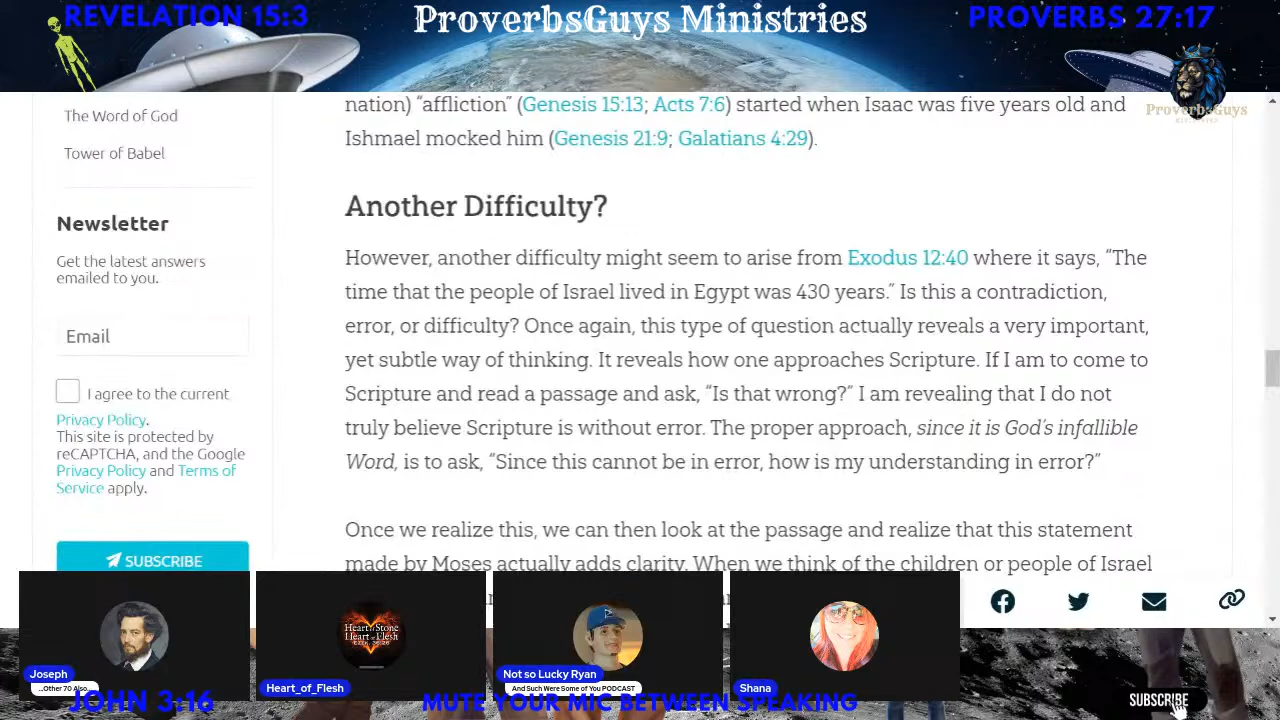 REVELATION 15:3
ProverbsGuys Ministries
PROVERBS 27:17
ProverbsGuys
The Word of God
Tower of Babel
Newsletter
Get the latest answers
emailed to you.
Email
I agree to the current
Privacy Policy.
This site is protected by
reCAPTCHA, and the Google
Privacy Policy and Terms of
Service apply.
SUBSCRIBE
nation) “affliction” (Genesis 15:13; Acts 7:6) started when Isaac was five years old and
Ishmael mocked him (Genesis 21:9; Galatians 4:29).
Another Difficulty?
However, another difficulty might seem to arise from Exodus 12:40 where it says, “The
time that the people of Israel lived in Egypt was 430 years.” Is this a contradiction,
error, or difficulty? Once again, this type of question actually reveals a very important,
yet subtle way of thinking. It reveals how one approaches Scripture. If I am to come to
Scripture and read a passage and ask, “Is that wrong?” I am revealing that I do not
truly believe Scripture is without error. The proper approach, since it is God’s infallible
Word, is to ask, “Since this cannot be in error, how is my understanding in error?”
Once we realize this, we can then look at the passage and realize that this statement
made by Moses actually adds clarity. When we think of the children or people of Israel
Joseph
...Other 70 Also...
Heart of Stone
Heart of Flesh
Heart_of_Flesh
Not so Lucky Ryan
And Such Were Some of You PODCAST
Shana
JOHN 3:16
MUTE YOUR MIC BETWEEN SPEAKING
SUBSCRIBE